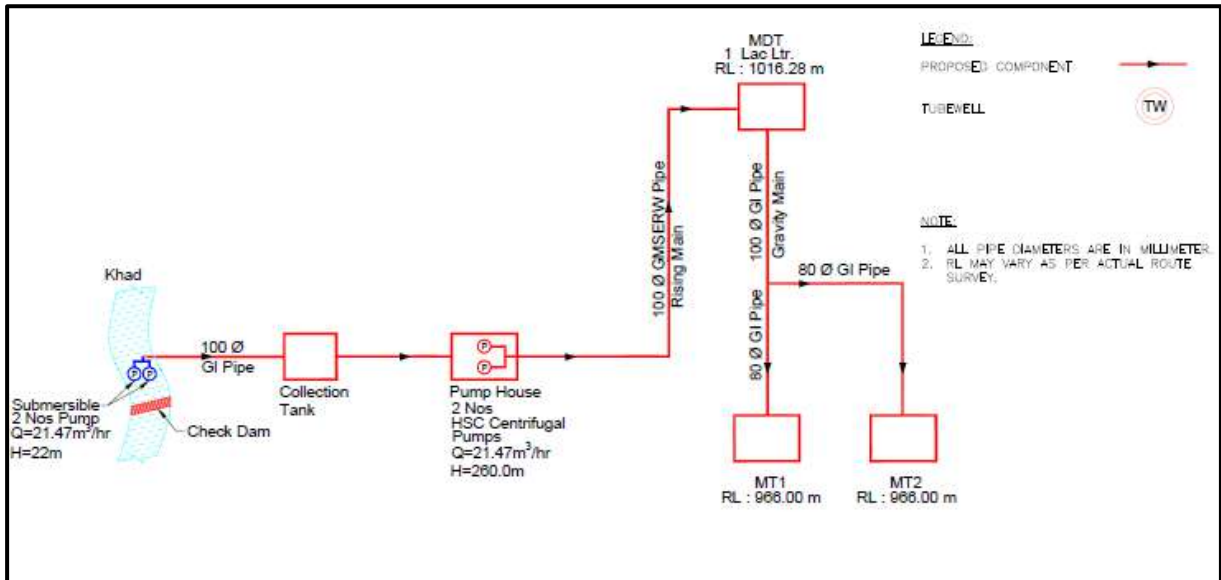 MDT
1 Lac Ltr.
RL : 1016.28 m
LEGEND:
PROPOSED COMPONENT
TUBEWELL
TW
100 Ø GMSERW Pipe
Rising Main
100 Ø GI Pipe
Gravity Main
NOTE:
1. ALL PIPE DIAMETERS ARE IN MILLIMETER.
2. RL MAY VARY AS PER ACTUAL ROUTE
SURVEY.
Khad
80 Ø GI Pipe
80 Ø GI Pipe
100 Ø
GI Pipe
P
P
P
P
Submersible
2 Nos Pump
Q=21.47m³/hr
H=22m
Check Dam
Collection
Tank
Pump House
2 Nos
HSC Centrifugal
Pumps
Q=21.47m³/hr
H=260.0m
MT1
RL : 966.00 m
MT2
RL : 966.00 m